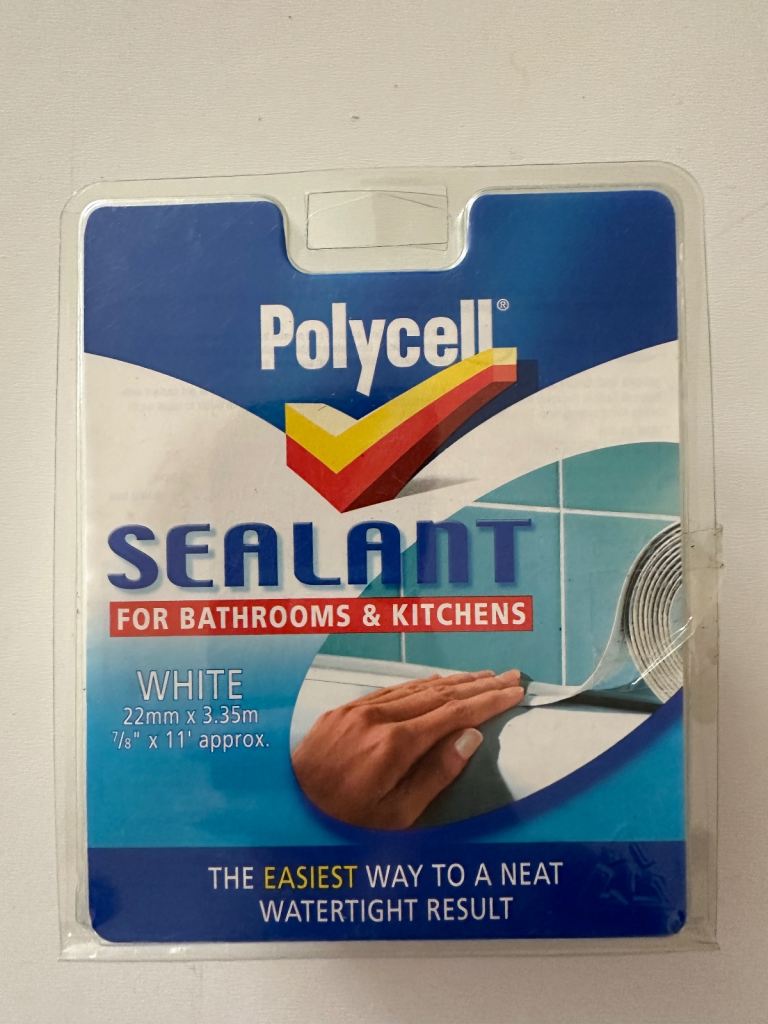 Polycell®
SEALANT
FOR BATHROOMS & KITCHENS
WHITE
22mm x 3.35m
7/8" x 11' approx.
THE EASIEST WAY TO A NEAT
WATERTIGHT RESULT